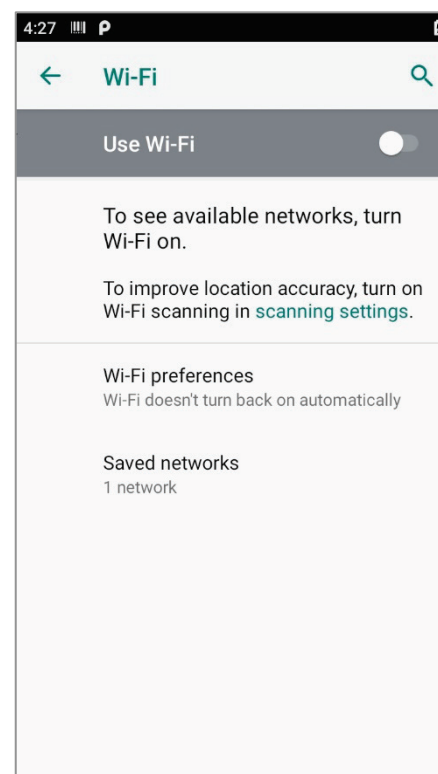 4:27
Wi-Fi
Use Wi-Fi
To see available networks, turn
Wi-Fi on.
To improve location accuracy, turn on
Wi-Fi scanning in scanning settings.
Wi-Fi preferences
Wi-Fi doesn't turn back on automatically
Saved networks
1 network